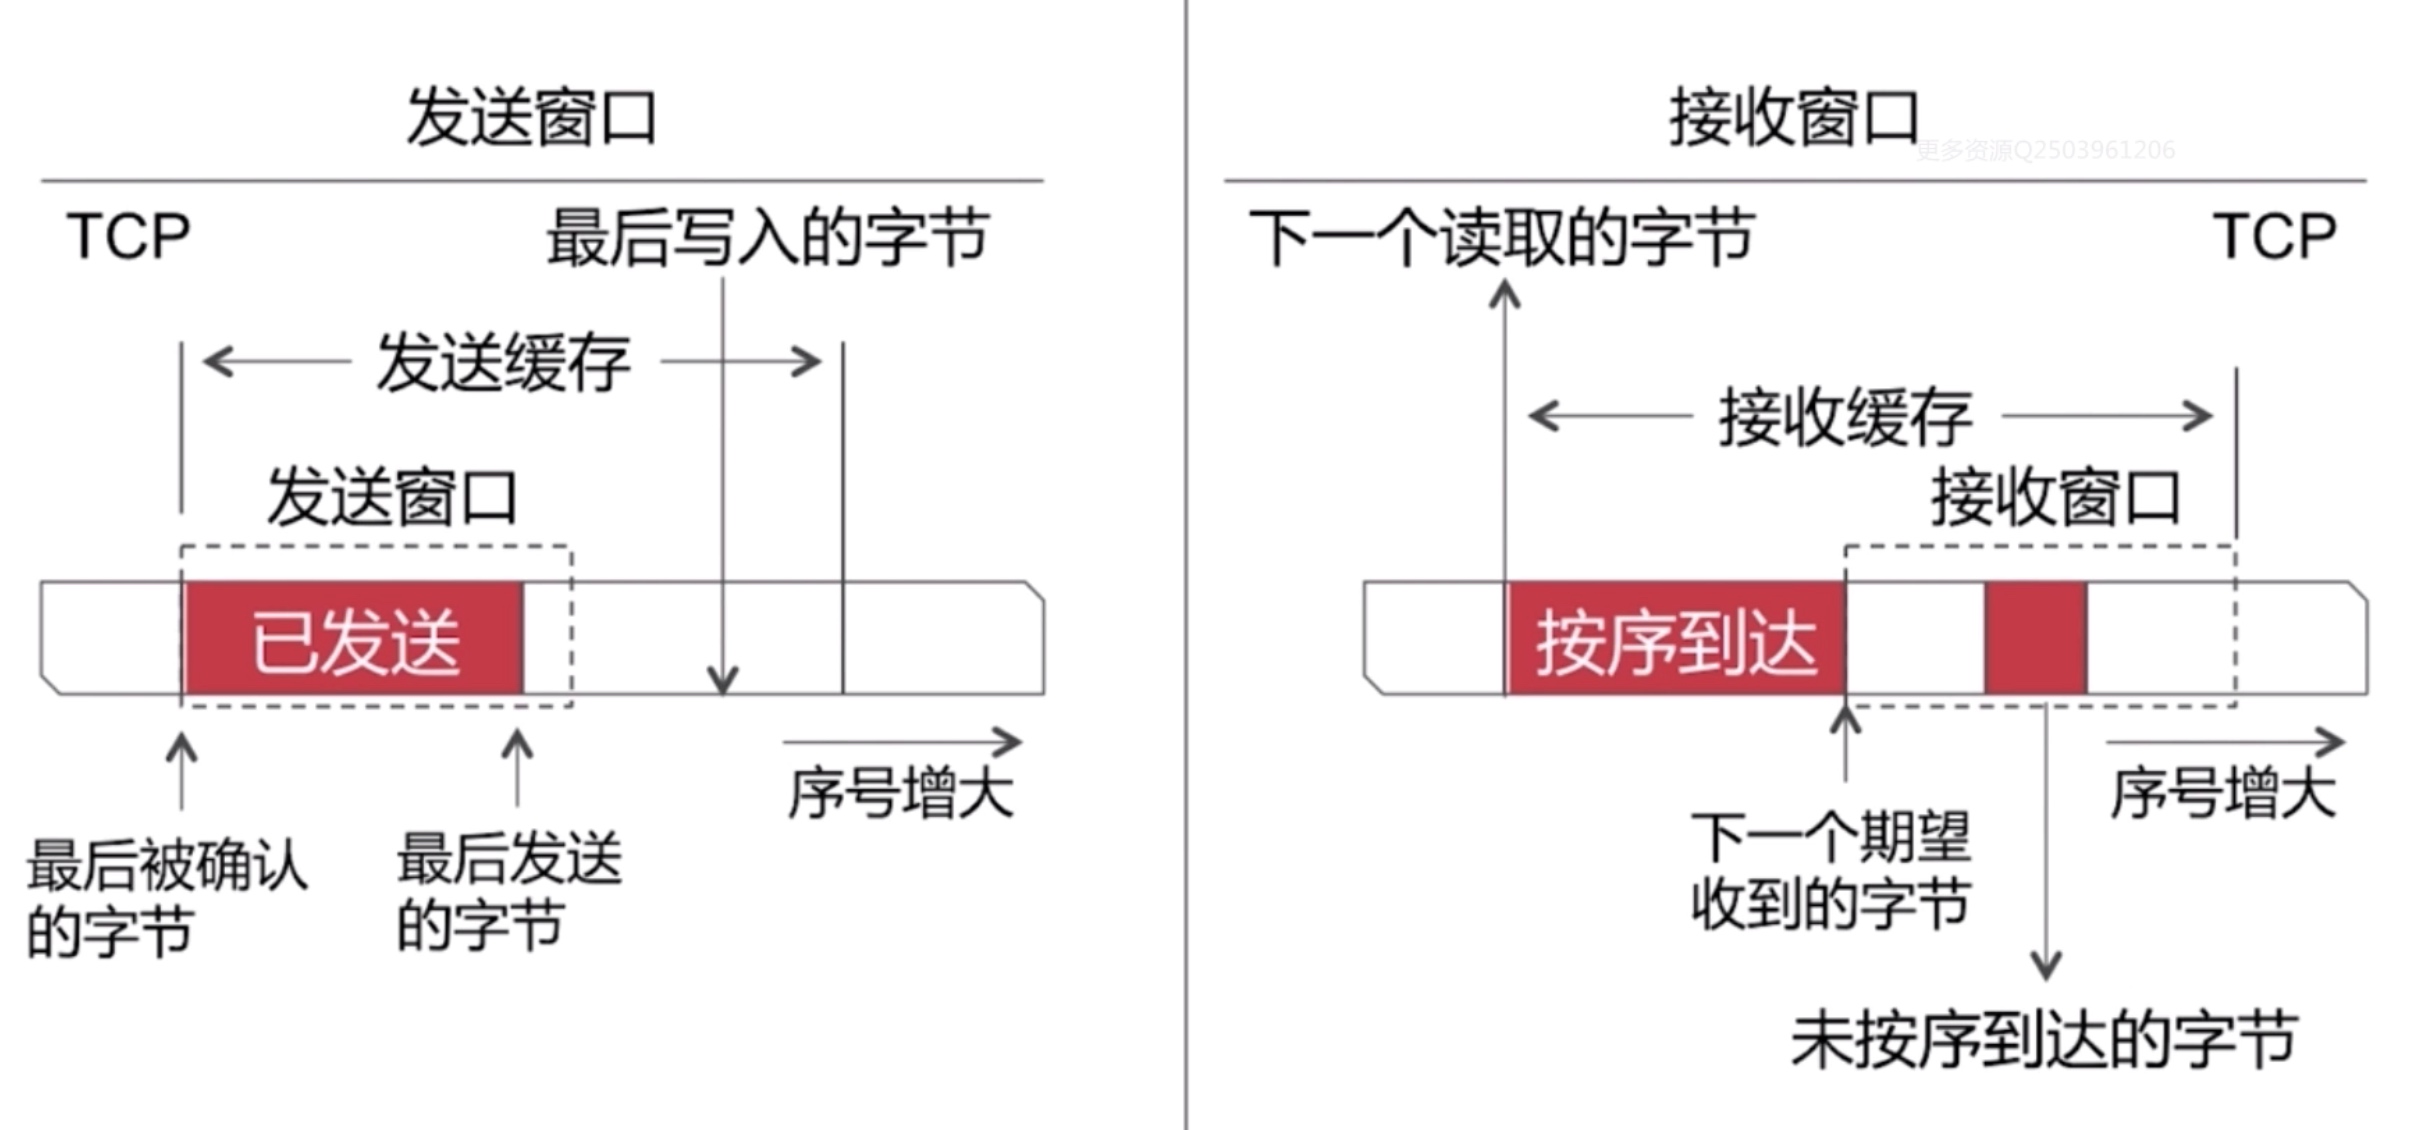 发送窗口
TCP
最后写入的字节
发送缓存
发送窗口
已发送
序号增大
最后被确认
的字节
最后发送
的字节
接收窗口
更多资源Q2503961206
下一个读取的字节
TCP
接收缓存
接收窗口
按序到达
序号增大
下一个期望
收到的字节
未按序到达的字节